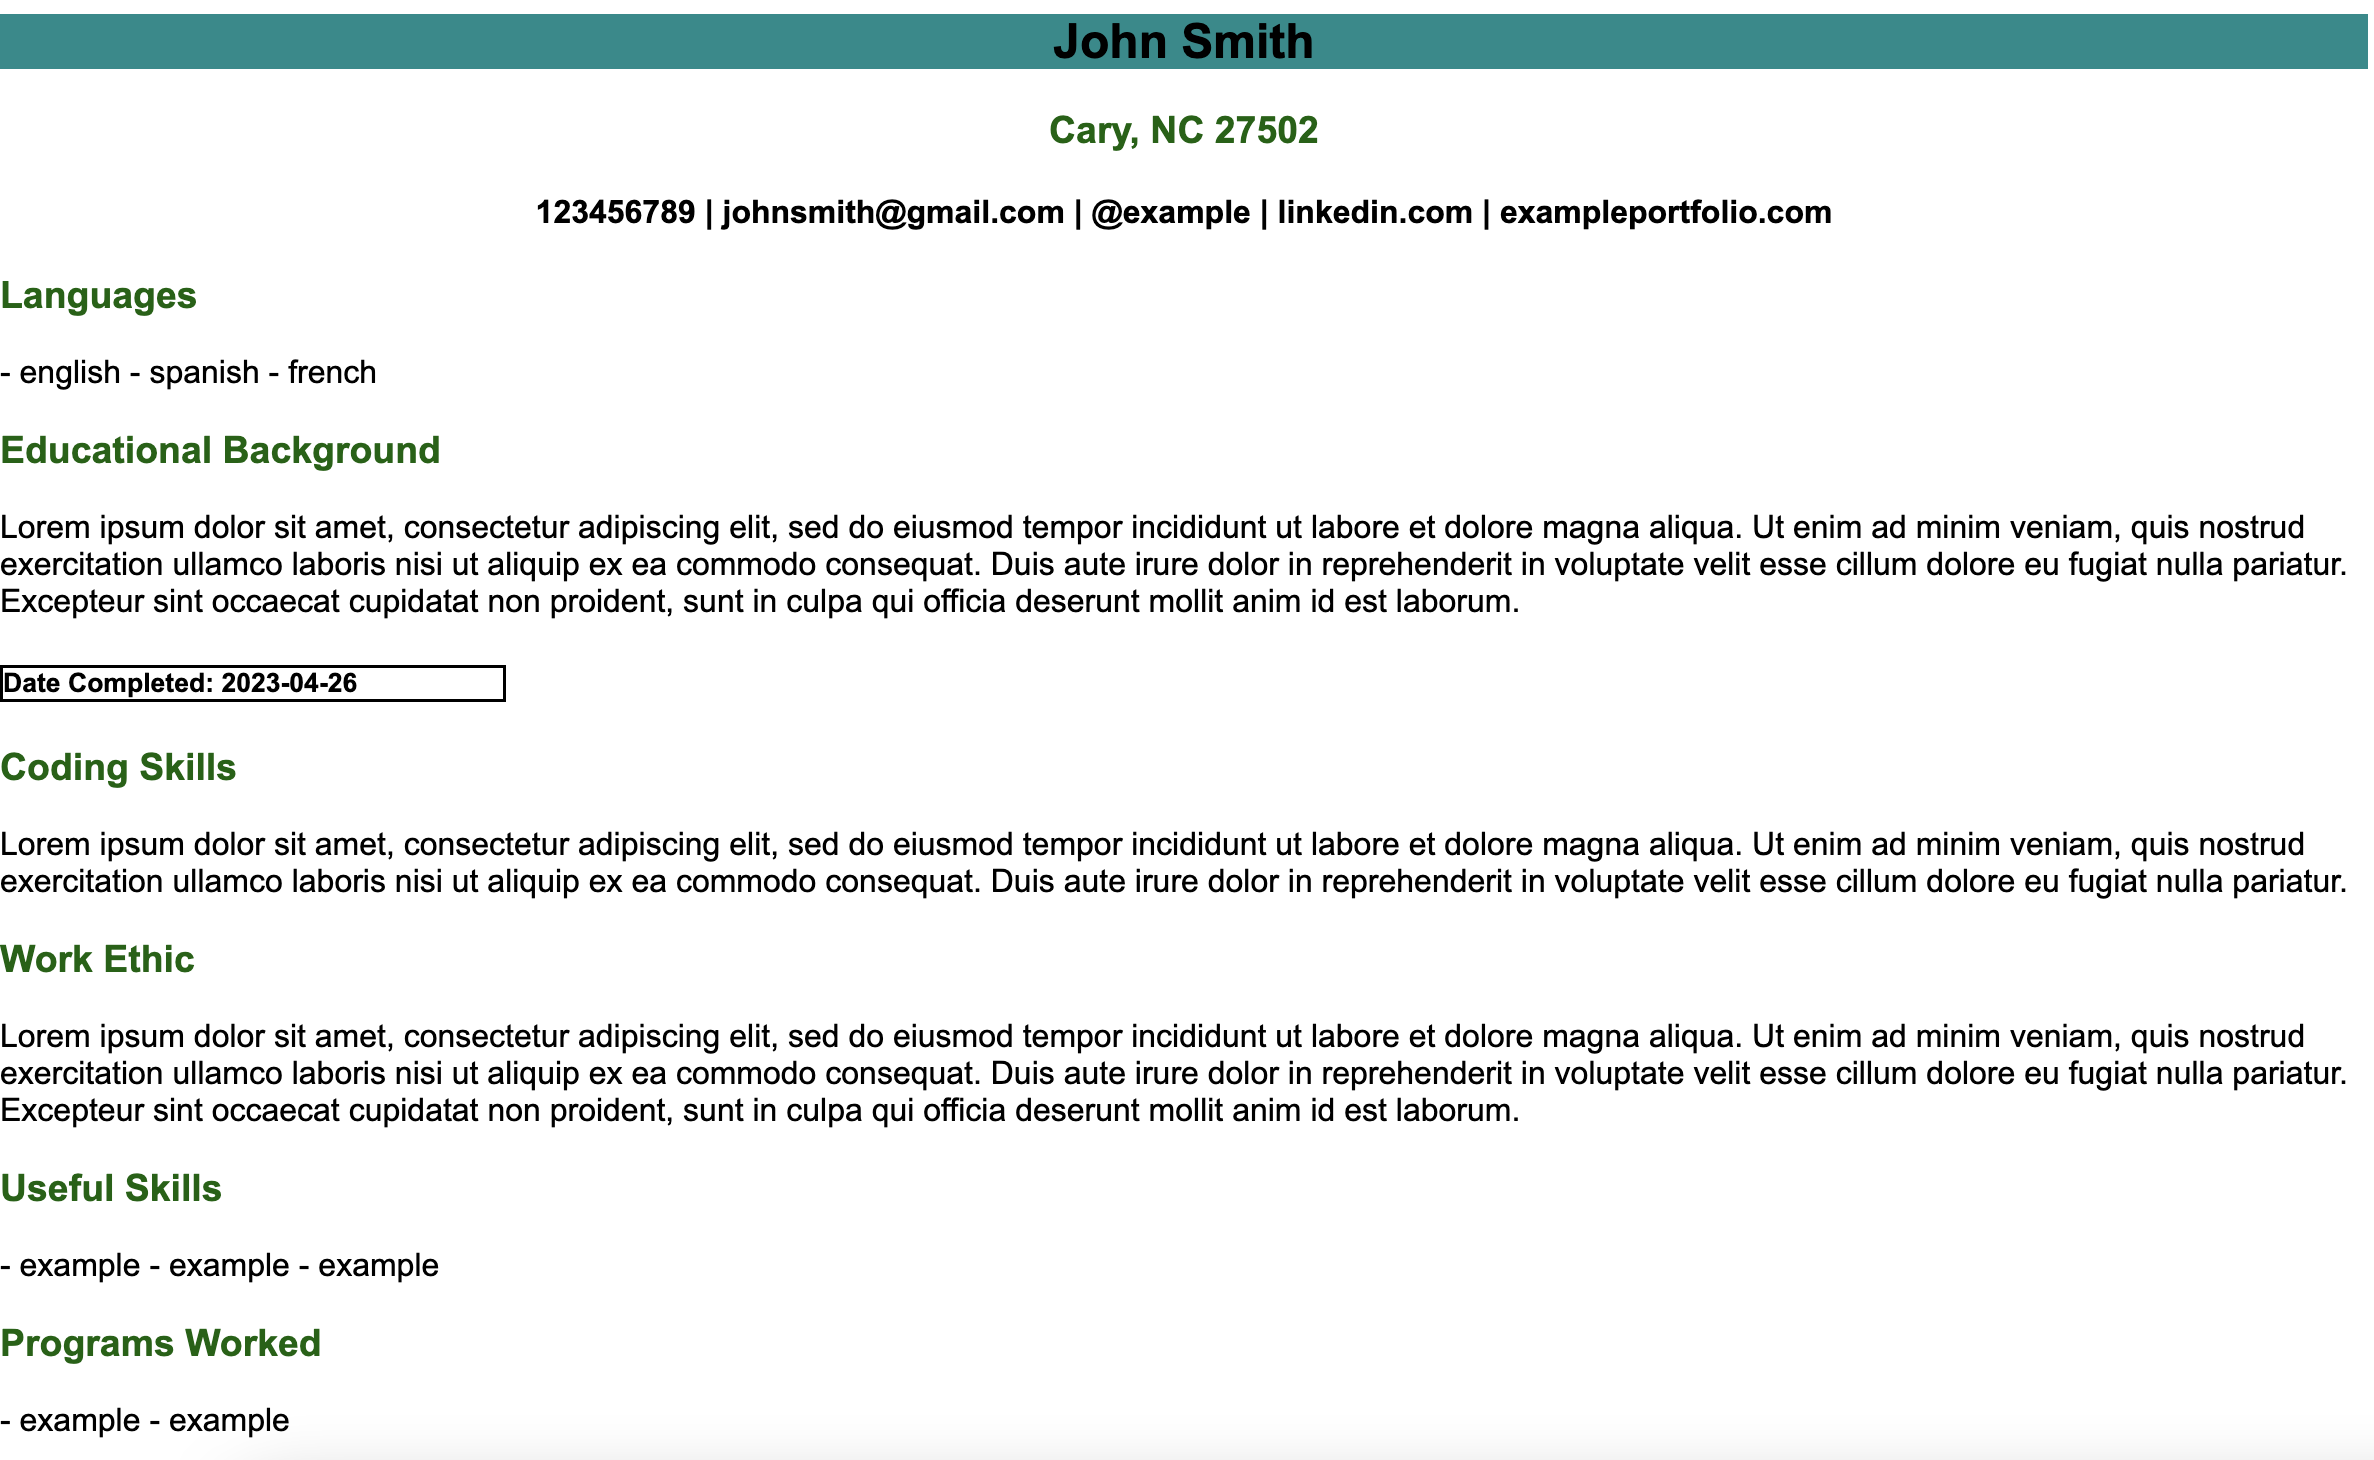 John Smith
Cary, NC 27502
123456789 | johnsmith@gmail.com | @example | linkedin.com | exampleportfolio.com
Languages
- english - spanish - french
Educational Background
Lorem ipsum dolor sit amet, consectetur adipiscing elit, sed do eiusmod tempor incididunt ut labore et dolore magna aliqua. Ut enim ad minim veniam, quis nostrud
exercitation ullamco laboris nisi ut aliquip ex ea commodo consequat. Duis aute irure dolor in reprehenderit in voluptate velit esse cillum dolore eu fugiat nulla pariatur.
Excepteur sint occaecat cupidatat non proident, sunt in culpa qui officia deserunt mollit anim id est laborum.
Date Completed: 2023-04-26
Coding Skills
Lorem ipsum dolor sit amet, consectetur adipiscing elit, sed do eiusmod tempor incididunt ut labore et dolore magna aliqua. Ut enim ad minim veniam, quis nostrud
exercitation ullamco laboris nisi ut aliquip ex ea commodo consequat. Duis aute irure dolor in reprehenderit in voluptate velit esse cillum dolore eu fugiat nulla pariatur.
Work Ethic
Lorem ipsum dolor sit amet, consectetur adipiscing elit, sed do eiusmod tempor incididunt ut labore et dolore magna aliqua. Ut enim ad minim veniam, quis nostrud
exercitation ullamco laboris nisi ut aliquip ex ea commodo consequat. Duis aute irure dolor in reprehenderit in voluptate velit esse cillum dolore eu fugiat nulla pariatur.
Excepteur sint occaecat cupidatat non proident, sunt in culpa qui officia deserunt mollit anim id est laborum.
Useful Skills
- example - example - example
Programs Worked
- example - example